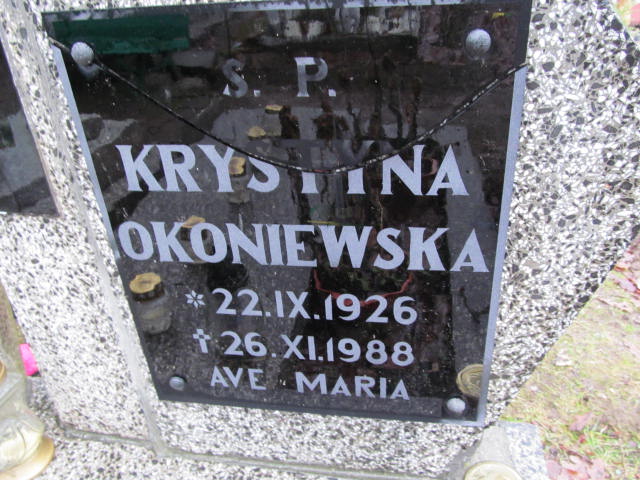 S. P.
KRYSTYNA
OKONIEWSKA
* 22.IX.1926
† 26.XI.1988
AVE MARIA